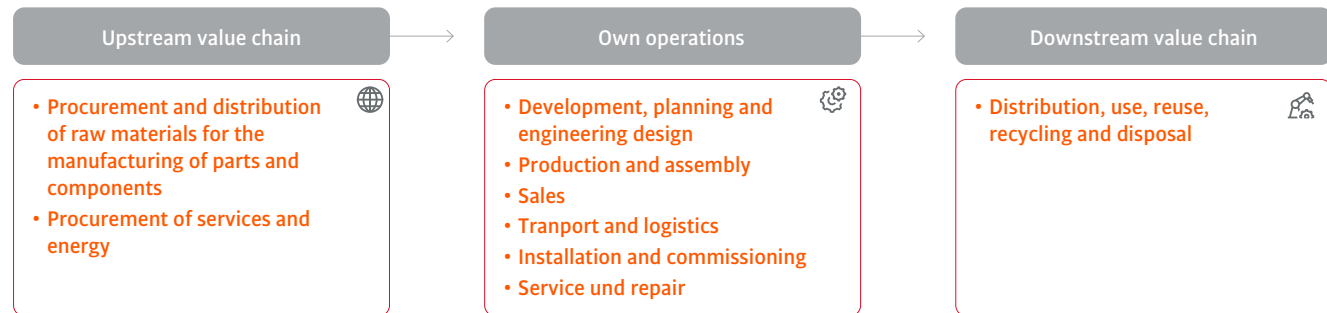 Upstream value chain
Own operations
Downstream value chain
• Procurement and distribution
of raw materials for the
manufacturing of parts and
components
• Procurement of services and
energy
• Development, planning and
engineering design
• Production and assembly
• Sales
• Tranport and logistics
• Installation and commissioning
• Service und repair
• Distribution, use, reuse,
recycling and disposal